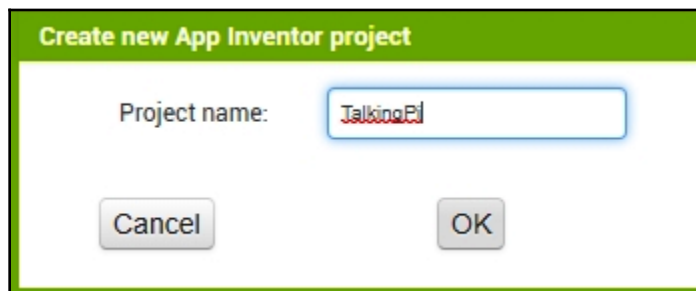 Create new App Inventor project
Project name: TalkingPi
Cancel OK